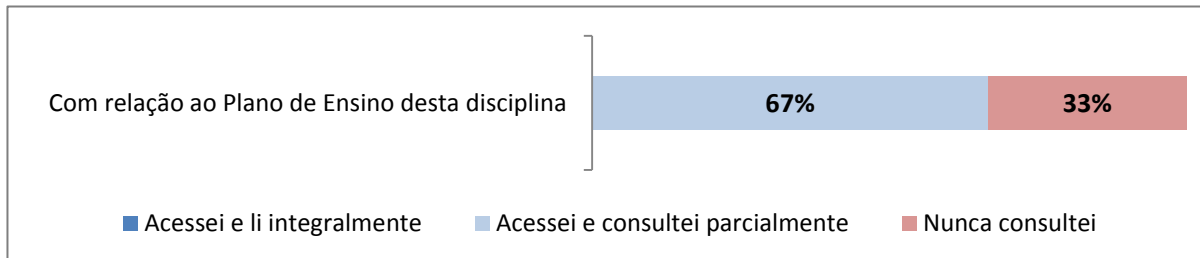 Com relação ao Plano de Ensino desta disciplina
67%
33%
Acessei e li integralmente
Acessei e consultei parcialmente
Nunca consultei